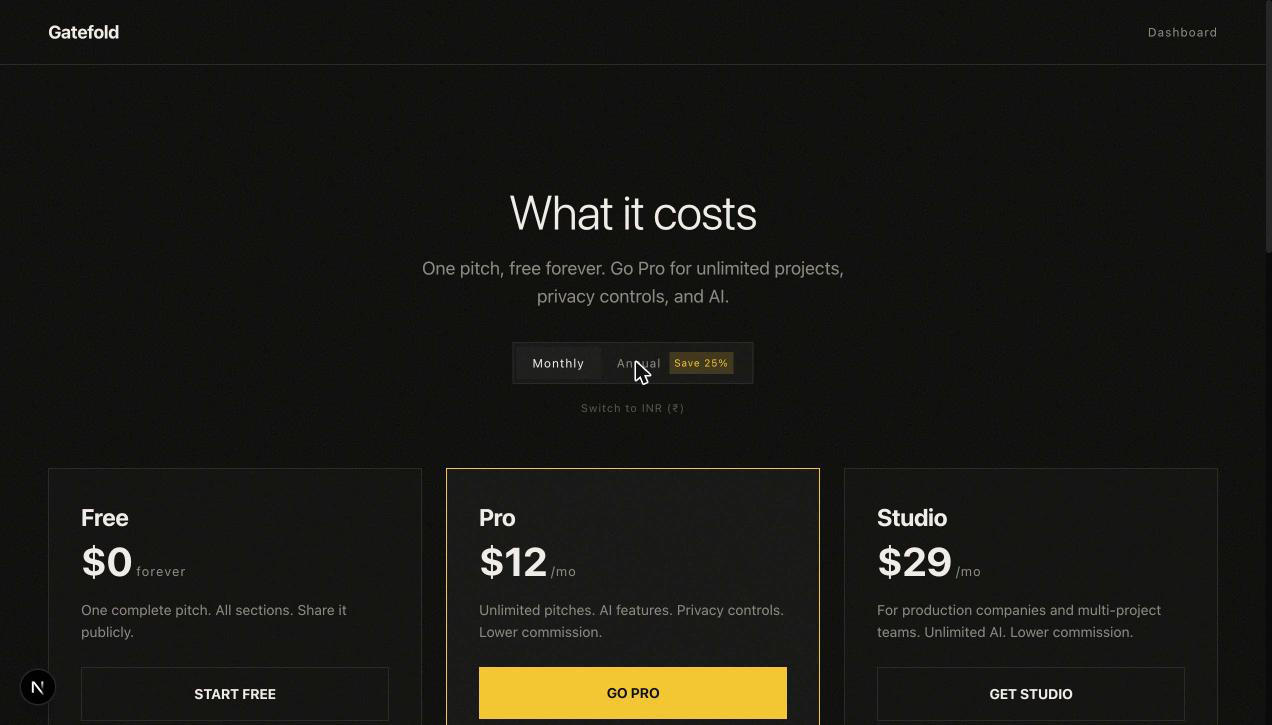 Gatefold
Dashboard
What it costs
One pitch, free forever. Go Pro for unlimited projects,
privacy controls, and AI.
Monthly Annual Save 25%
Switch to INR (₹)
Free
$0 forever
One complete pitch. All sections. Share it
publicly.
START FREE
Pro
$12 /mo
Unlimited pitches. AI features. Privacy controls.
Lower commission.
GO PRO
Studio
$29 /mo
For production companies and multi-project
teams. Unlimited AI. Lower commission.
GET STUDIO
N